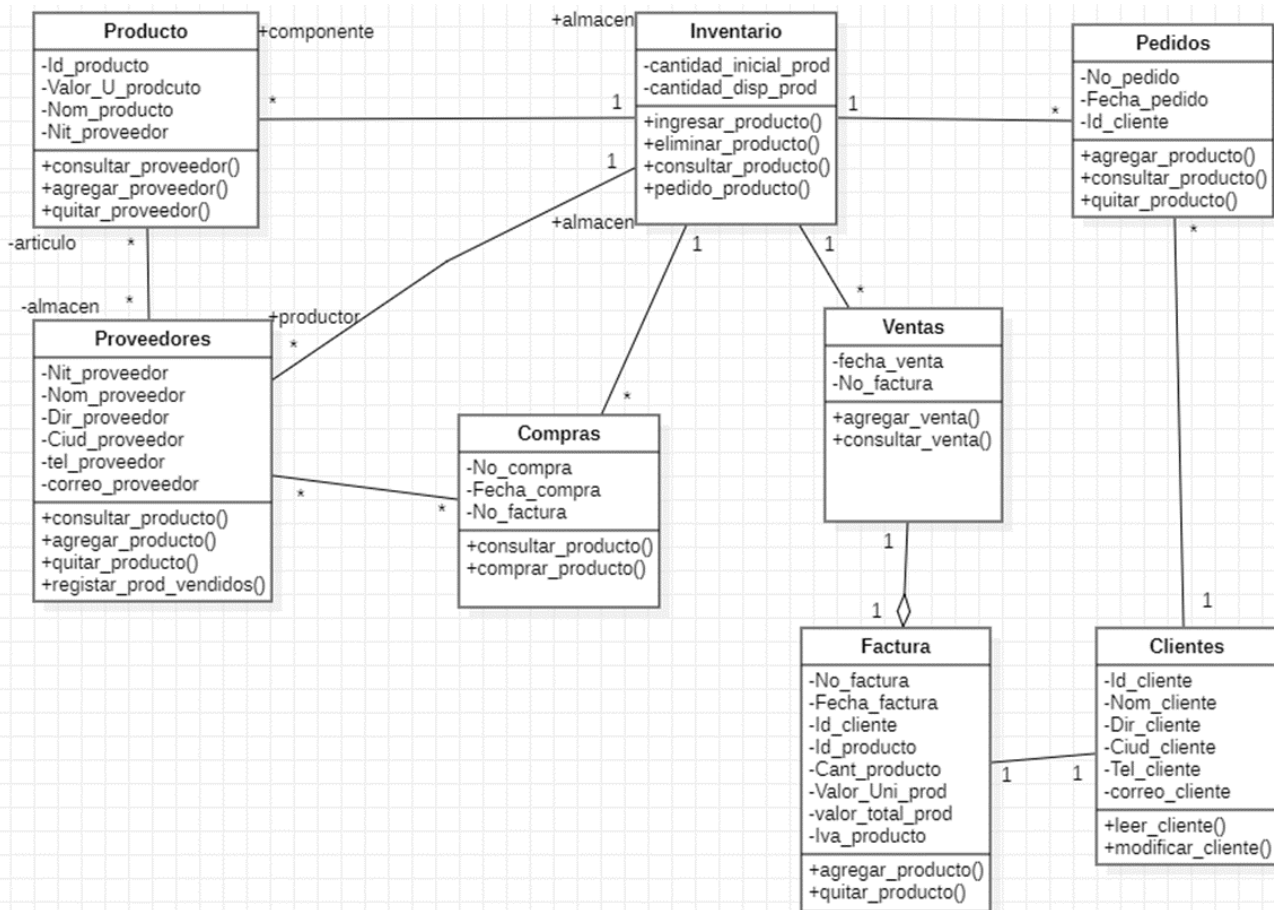 Producto
-Id_producto
-Valor_U_prodcuto
-Nom_producto
-Nit_proveedor
+consultar_proveedor()
+agregar_proveedor()
+quitar_proveedor()
+componente
*
-articulo
*
+almacen
1
Inventario
-cantidad_inicial_prod
-cantidad_disp_prod
+ingresar_producto()
+eliminar_producto()
+consultar_producto()
+pedido_producto()
1
+almacen
1
1
1
*
Pedidos
-No_pedido
-Fecha_pedido
-Id_cliente
+agregar_producto()
+consultar_producto()
+quitar_producto()
*
-almacen
*
+productor
*
Proveedores
-Nit_proveedor
-Nom_proveedor
-Dir_proveedor
-Ciud_proveedor
-tel_proveedor
-correo_proveedor
+consultar_producto()
+agregar_producto()
+quitar_producto()
+registar_prod_vendidos()
*
*
*
Compras
-No_compra
-Fecha_compra
-No_factura
+consultar_producto()
+comprar_producto()
*
Ventas
-fecha_venta
-No_factura
+agregar_venta()
+consultar_venta()
1
1
Factura
-No_factura
-Fecha_factura
-Id_cliente
-Id_producto
-Cant_producto
-Valor_Uni_prod
-valor_total_prod
-Iva_producto
+agregar_producto()
+quitar_producto()
1
1
1
Clientes
-Id_cliente
-Nom_cliente
-Dir_cliente
-Ciud_cliente
-Tel_cliente
-correo_cliente
+leer_cliente()
+modificar_cliente()